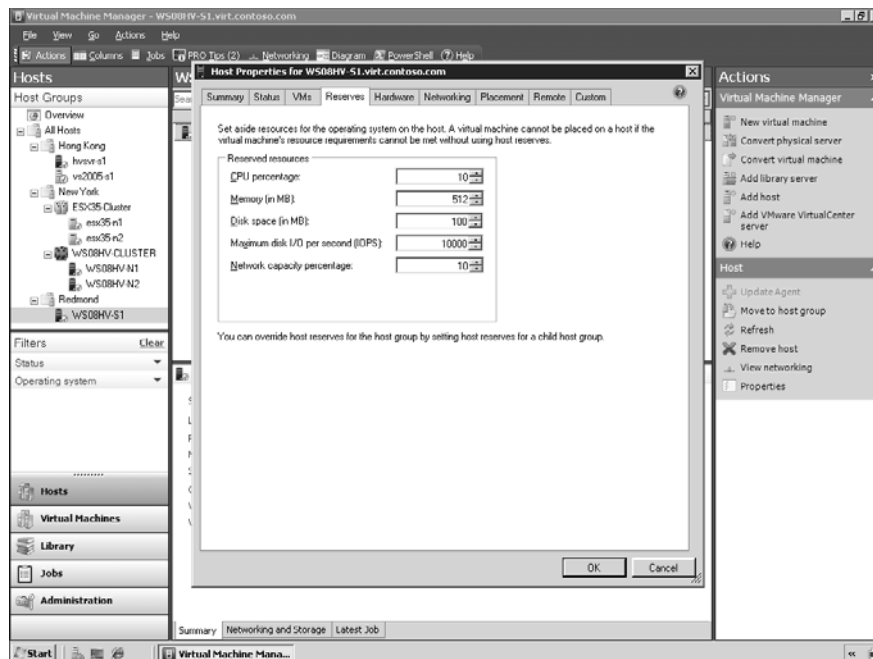 Virtual Machine Manager - WS08HV-S1.virt.contoso.com
File View Go Actions Help
Actions Columns Jobs PRO Tips (2) Networking Diagram PowerShell Help
Hosts
Host Groups
Overview
All Hosts
Hong Kong
hvsvr-s1
vs2005-s1
New York
ESX35-Cluster
esx35-n1
esx35-n2
WS08HV-CLUSTER
WS08HV-N1
WS08HV-N2
Redmond
WS08HV-S1
Filters Clear
Status
Operating system
Hosts
Virtual Machines
Library
Jobs
Administration
Host Properties for WS08HV-S1.virt.contoso.com
Summary Status VMs Reserves Hardware Networking Placement Remote Custom
Set aside resources for the operating system on the host. A virtual machine cannot be placed on a host if the
virtual machine's resource requirements cannot be met without using host reserves.
Reserved resources
CPU percentage: 10
Memory (in MB): 512
Disk space (in MB): 100
Maximum disk I/O per second (IOPS): 10000
Network capacity percentage: 10
You can override host reserves for the host group by setting host reserves for a child host group.
OK Cancel
Summary Networking and Storage Latest Job
Actions
Virtual Machine Manager
New virtual machine
Convert physical server
Convert virtual machine
Add library server
Add host
Add VMware VirtualCenter
server
Help
Host
Update Agent
Move to host group
Refresh
Remove host
View networking
Properties
Start Virtual Machine Mana...